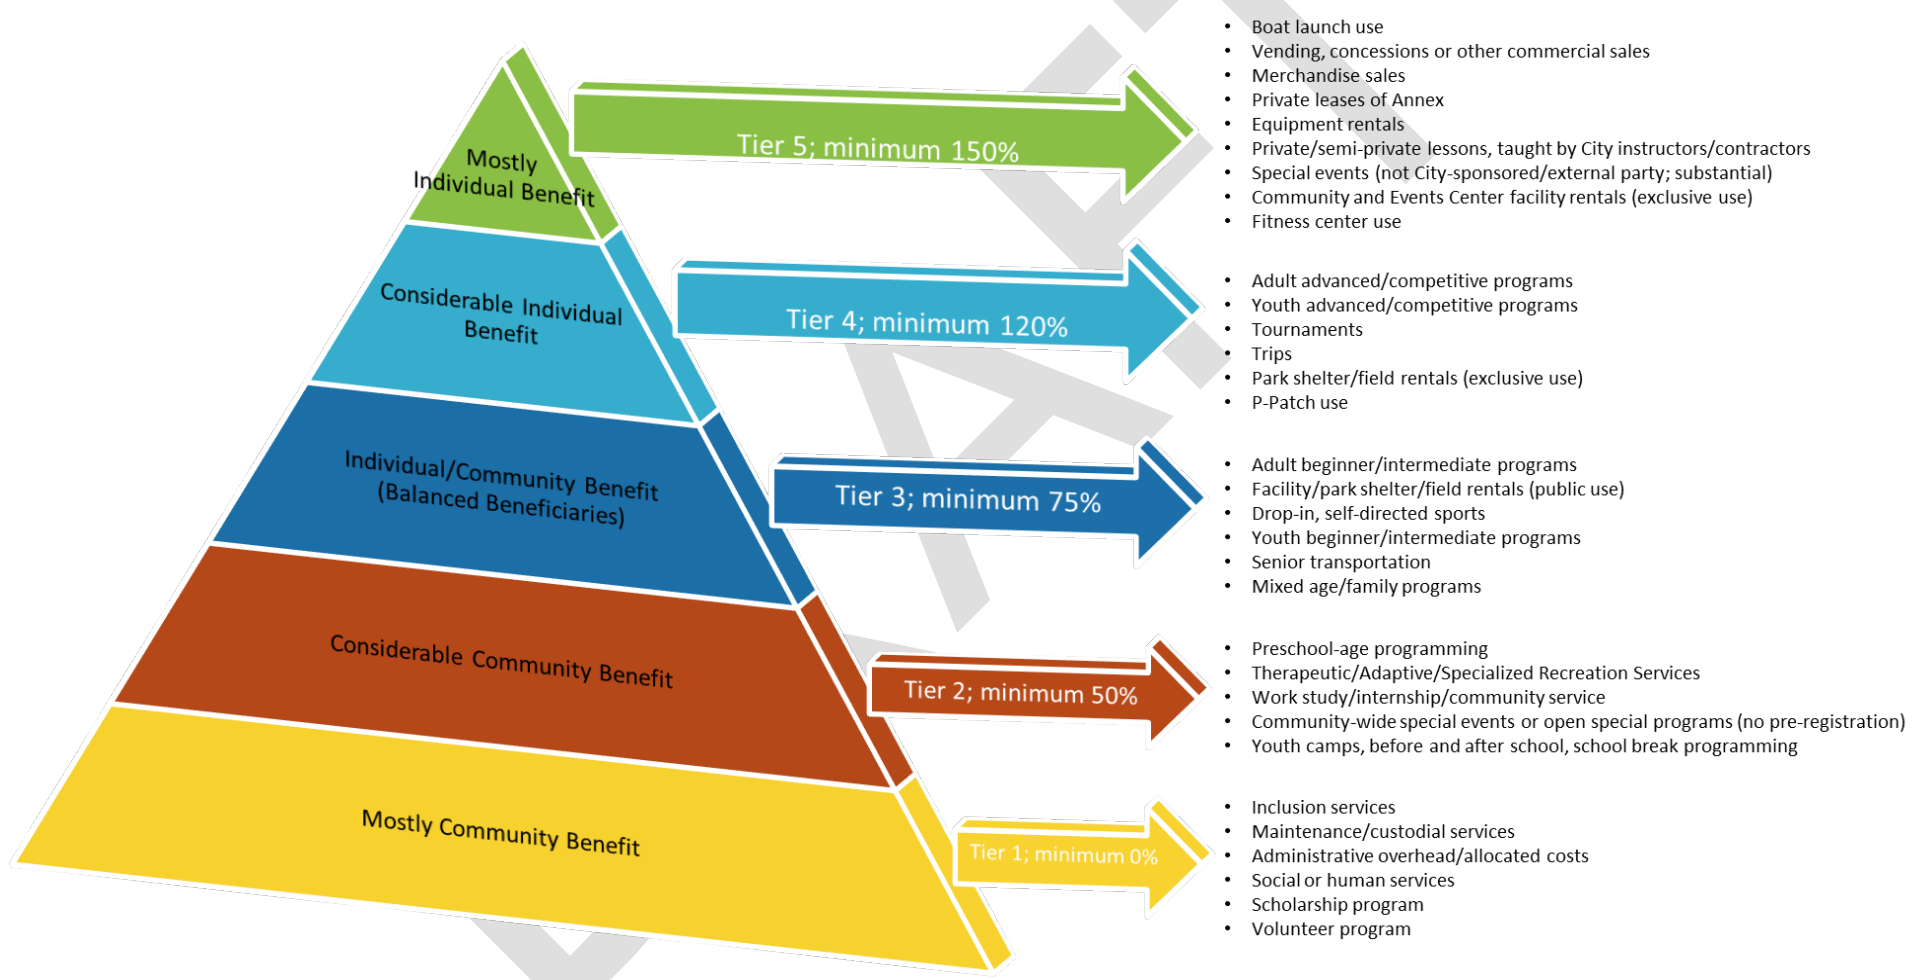 Mostly
Individual Benefit
Tier 5; minimum 150%
• Boat launch use
• Vending, concessions or other commercial sales
• Merchandise sales
• Private leases of Annex
• Equipment rentals
• Private/semi-private lessons, taught by City instructors/contractors
• Special events (not City-sponsored/external party; substantial)
• Community and Events Center facility rentals (exclusive use)
• Fitness center use
Considerable Individual
Benefit
Tier 4; minimum 120%
• Adult advanced/competitive programs
• Youth advanced/competitive programs
• Tournaments
• Trips
• Park shelter/field rentals (exclusive use)
• P-Patch use
Individual/Community Benefit
(Balanced Beneficiaries)
Tier 3; minimum 75%
• Adult beginner/intermediate programs
• Facility/park shelter/field rentals (public use)
• Drop-in, self-directed sports
• Youth beginner/intermediate programs
• Senior transportation
• Mixed age/family programs
Considerable Community Benefit
Tier 2; minimum 50%
• Preschool-age programming
• Therapeutic/Adaptive/Specialized Recreation Services
• Work study/internship/community service
• Community-wide special events or open special programs (no pre-registration)
• Youth camps, before and after school, school break programming
Mostly Community Benefit
Tier 1; minimum 0%
• Inclusion services
• Maintenance/custodial services
• Administrative overhead/allocated costs
• Social or human services
• Scholarship program
• Volunteer program